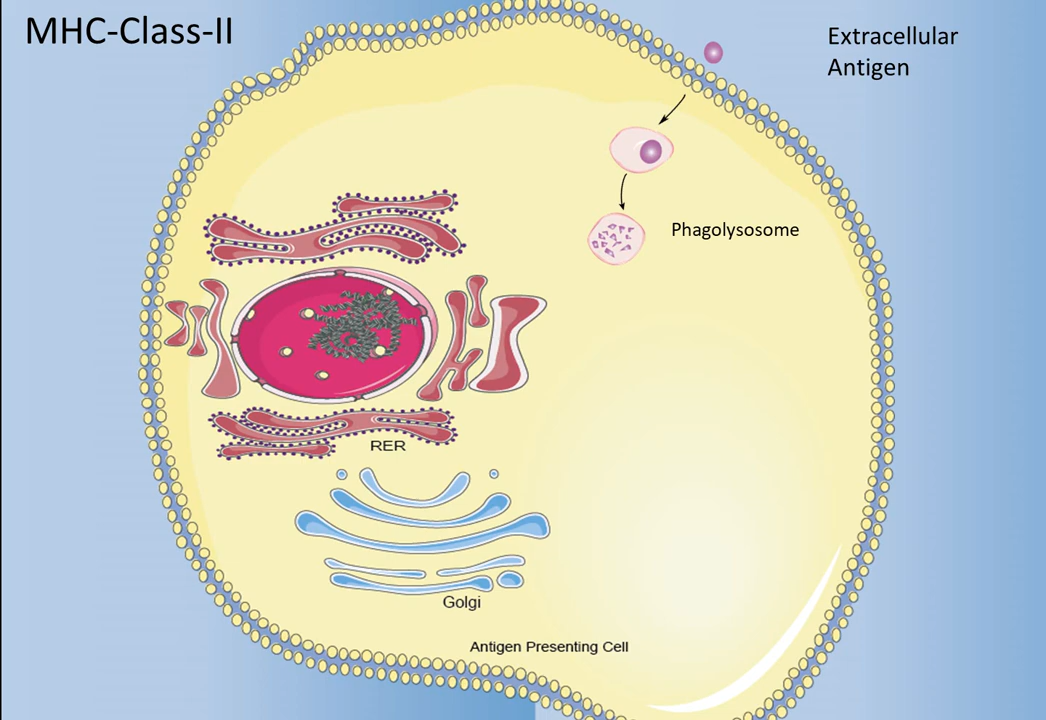 MHC-Class-II
Extracellular
Antigen
Phagolysosome
RER
Golgi
Antigen Presenting Cell